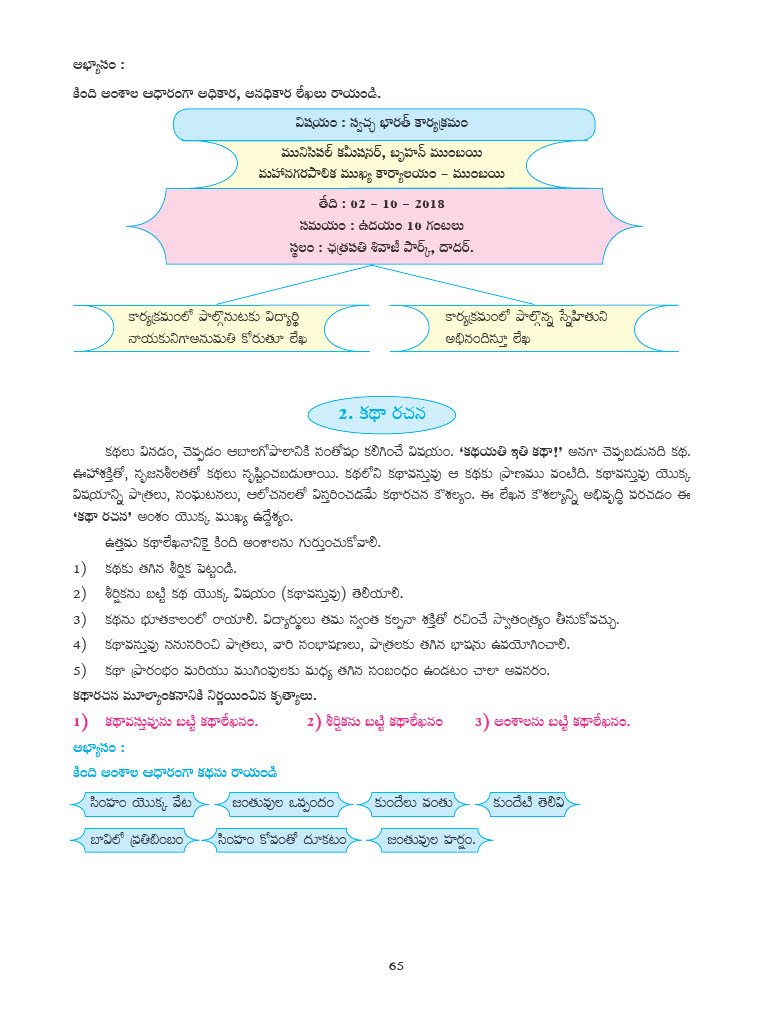 అభ్యాసం :
కింది అంశాల ఆధారంగా అధికార, అనధికార లేఖలు రాయండి.
విషయం : స్వచ్ఛ భారత్ కార్యక్రమం
మునిసిపల్ కమీషనర్, బృహన్ ముంబయి
మహానగరపాలిక ముఖ్య కార్యాలయం – ముంబయి
తేది : 02 – 10 – 2018
సమయం : ఉదయం 10 గంటలు
స్థలం : ఛత్రపతి శివాజీ పార్క్, దాదర్.
కార్యక్రమంలో పాల్గొనుటకు విద్యార్థి
నాయకునిగాఅనుమతి కోరుతూ లేఖ
కార్యక్రమంలో పాల్గొన్న స్నేహితుని
అభినందిస్తూ లేఖ
2. కథా రచన
కథలు వినడం, చెప్పడం ఆబాలగోపాలానికి సంతోషం కలిగించే విషయం. ‘కథయతి ఇతి కథా!’ అనగా చెప్పబడునది కథ.
ఊహాశక్తితో, సృజనశీలతతో కథలు సృష్టించబడుతాయి. కథలోని కథావస్తువు ఆ కథకు ప్రాణము వంటిది. కథావస్తువు యొక్క
విషయాన్ని పాత్రలు, సంఘటనలు, ఆలోచనలతో విస్తరించడమే కథారచన కౌశల్యం. ఈ లేఖన కౌశల్యాన్ని అభివృద్ధి పరచడం ఈ
‘కథా రచన’ అంశం యొక్క ముఖ్య ఉద్దేశ్యం.
ఉత్తమ కథాలేఖనానికై కింది అంశాలను గుర్తుంచుకోవాలి.
1) కథకు తగిన శీర్షిక పెట్టండి.
2) శీర్షికను బట్టి కథ యొక్క విషయం (కథావస్తువు) తెలియాలి.
3) కథను భూతకాలంలో రాయాలి. విద్యార్థులు తమ స్వంత కల్పనా శక్తితో రచించే స్వాతంత్ర్యం తీసుకోవచ్చు.
4) కథావస్తువు ననుసరించి పాత్రలు, వారి సంభాషణలు, పాత్రలకు తగిన భాషను ఉపయోగించాలి.
5) కథా ప్రారంభం మరియు ముగింపులకు మధ్య తగిన సంబంధం ఉండటం చాలా అవసరం.
కథారచన మూల్యాంకనానికి నిర్ణయించిన కృత్యాలు.
1) కథావస్తువును బట్టి కథాలేఖనం. 2) శీర్షికను బట్టి కథాలేఖనం 3) అంశాలను బట్టి కథాలేఖనం.
అభ్యాసం :
కింది అంశాల ఆధారంగా కథను రాయండి
సింహం యొక్క వేట జంతువుల ఒప్పందం కుందేలు వంతు కుందేటి తెలివి
బావిలో ప్రతిబింబం సింహం కోపంతో దూకటం జంతువుల హర్షం.
65